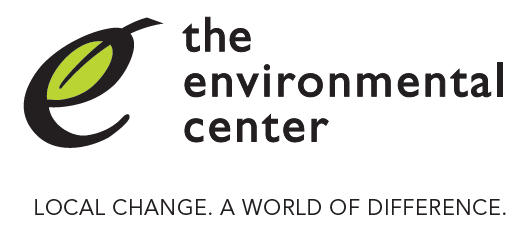 the
environmental
center
LOCAL CHANGE. A WORLD OF DIFFERENCE.